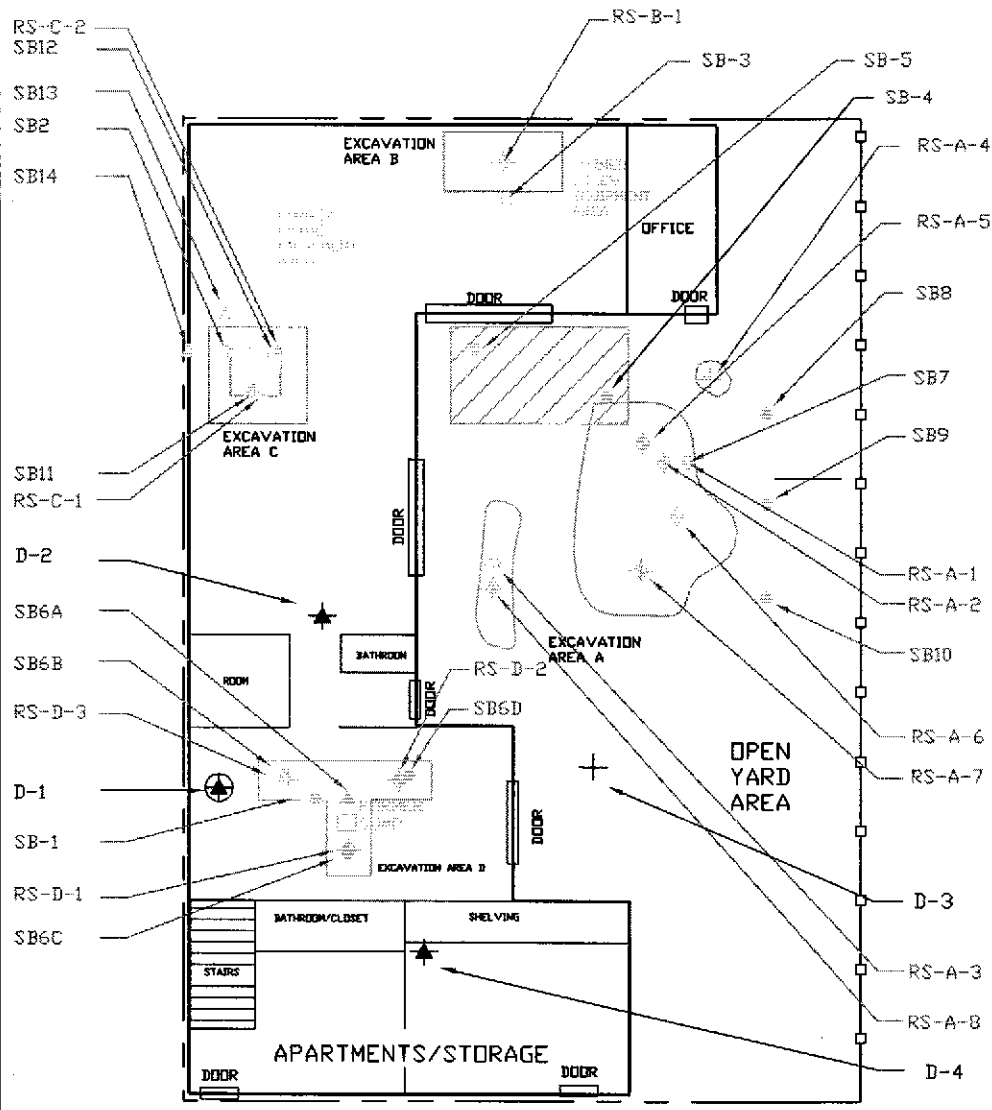 RS-C-2
SB12
SB13
SB2
SB14
SB11
RS-C-1
D-2
SB6A
SB6B
RS-D-3
D-1
SB-1
RS-D-1
SB6C
RS-B-1
SB-3
SB-5
SB-4
RS-A-4
RS-A-5
SB8
SB7
SB9
RS-A-1
RS-A-2
SB10
RS-A-6
RS-A-7
D-3
RS-A-3
RS-A-8
D-4
EXCAVATION
AREA B
AREA
OFFICE
DOOR
DOOR
EXCAVATION
AREA C
DOOR
EXCAVATION
AREA A
BATHROOM
ROOM
DOOR
RS-D-2
SB6D
OPEN
YARD
AREA
DOOR
EXCAVATION AREA D
BATHROOM/CLOSET
SHELVING
STAIRS
APARTMENTS/STORAGE
DOOR
DOOR